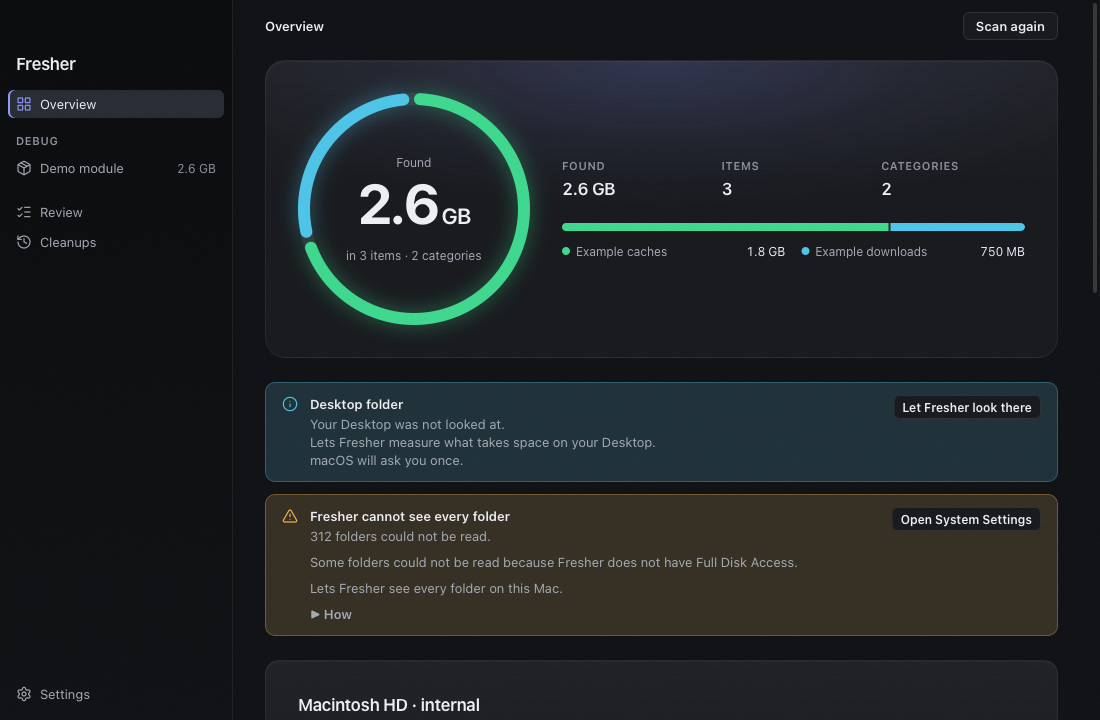 Fresher
Overview
DEBUG
Demo module 2.6 GB
Review
Cleanups
Settings
Overview
Scan again
Found
2.6 GB
in 3 items · 2 categories
FOUND ITEMS CATEGORIES
2.6 GB 3 2
Example caches 1.8 GB Example downloads 750 MB
Desktop folder
Your Desktop was not looked at.
Lets Fresher measure what takes space on your Desktop.
macOS will ask you once.
Let Fresher look there
Fresher cannot see every folder
312 folders could not be read.
Some folders could not be read because Fresher does not have Full Disk Access.
Lets Fresher see every folder on this Mac.
How
Open System Settings
Macintosh HD · internal